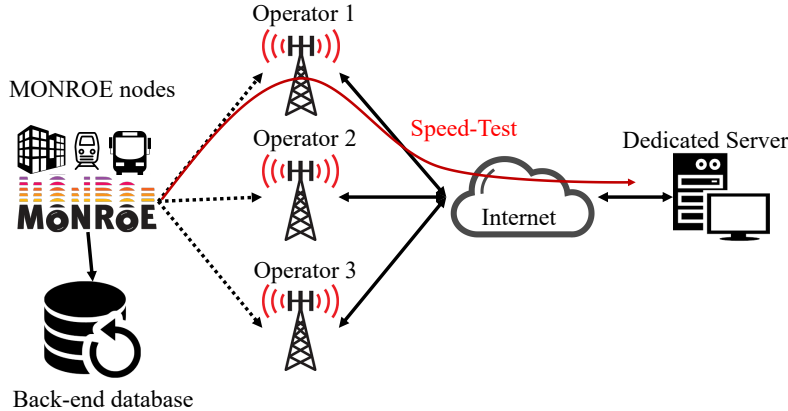 Operator 1
MONROE nodes
Speed-Test
Operator 2
Dedicated Server
MONROE
Internet
Operator 3
Back-end database